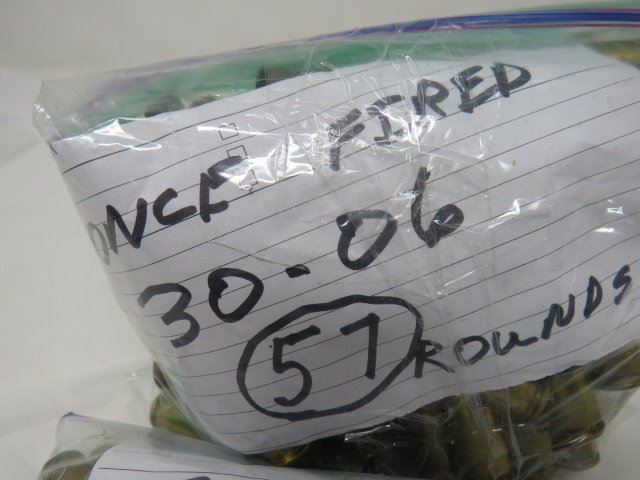 ONCE FIRED
30-06
57 ROUNDS